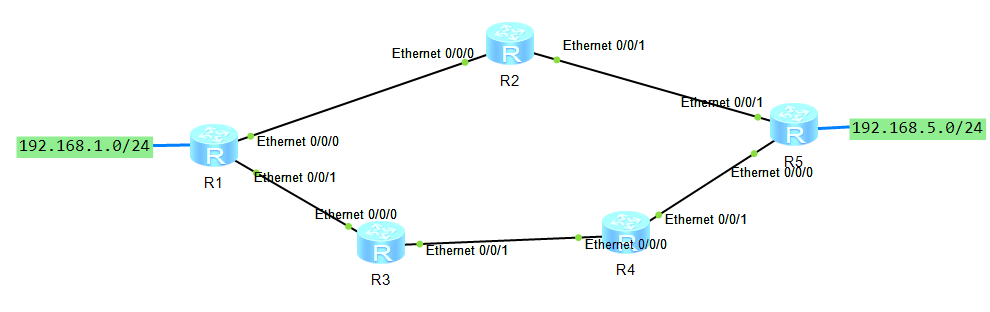 Ethernet 0/0/0
Ethernet 0/0/1
R
R2
Ethernet 0/0/1
192.168.1.0/24
R
Ethernet 0/0/0
R
192.168.5.0/24
R1
Ethernet 0/0/1
R5
Ethernet 0/0/0
Ethernet 0/0/0
Ethernet 0/0/1
R
Ethernet 0/0/1
R
Ethernet 0/0/0
R3
R4